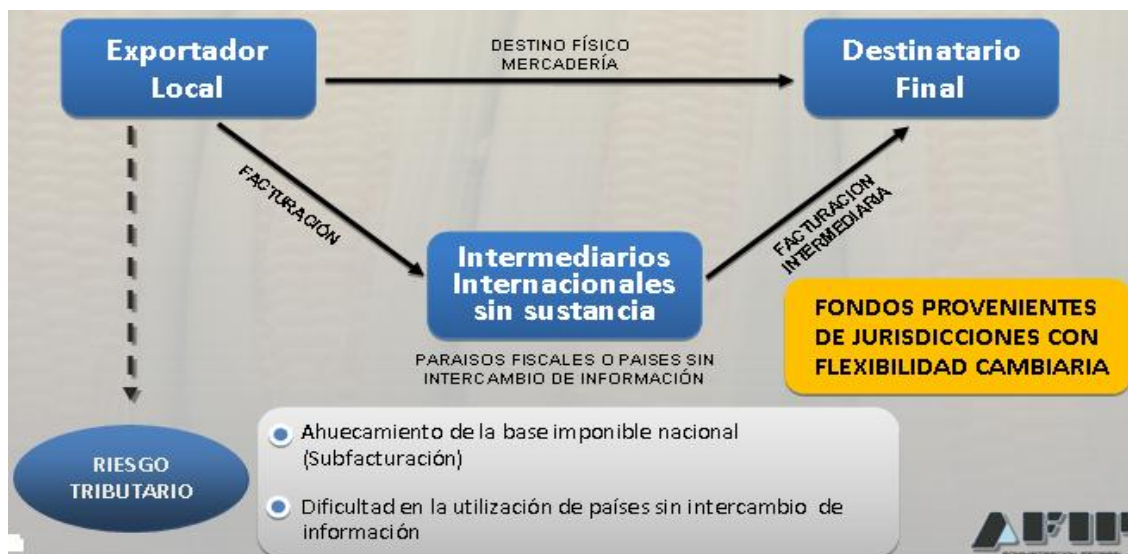 Exportador
Local
DESTINO FÍSICO
MERCADERÍA
Destinatario
Final
FACTURACIÓN
FACTURACION
INTERMEDIARIA
Intermediarios
Internacionales
sin sustancia
PARAISOS FISCALES O PAISES SIN
INTERCAMBIO DE INFORMACIÓN
FONDOS PROVENIENTES
DE JURISDICCIONES CON
FLEXIBILIDAD CAMBIARIA
RIESGO
TRIBUTARIO
Ahuecamiento de la base imponible nacional
(Subfacturación)
Dificultad en la utilización de países sin intercambio de
información